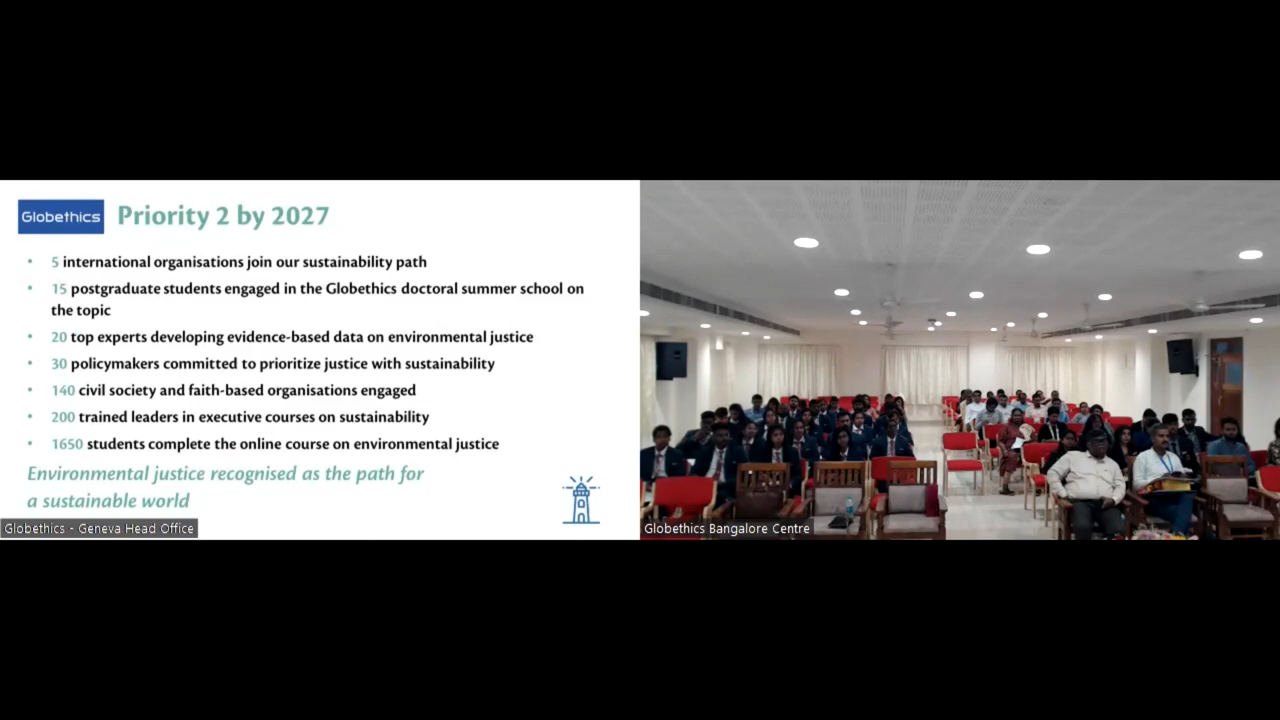 Globethics
Priority 2 by 2027
• 5 international organisations join our sustainability path
• 15 postgraduate students engaged in the Globethics doctoral summer school on
the topic
• 20 top experts developing evidence-based data on environmental justice
• 30 policymakers committed to prioritize justice with sustainability
• 140 civil society and faith-based organisations engaged
• 200 trained leaders in executive courses on sustainability
• 1650 students complete the online course on environmental justice
Environmental justice recognised as the path for
a sustainable world
Globethics - Geneva Head Office
Globethics Bangalore Centre